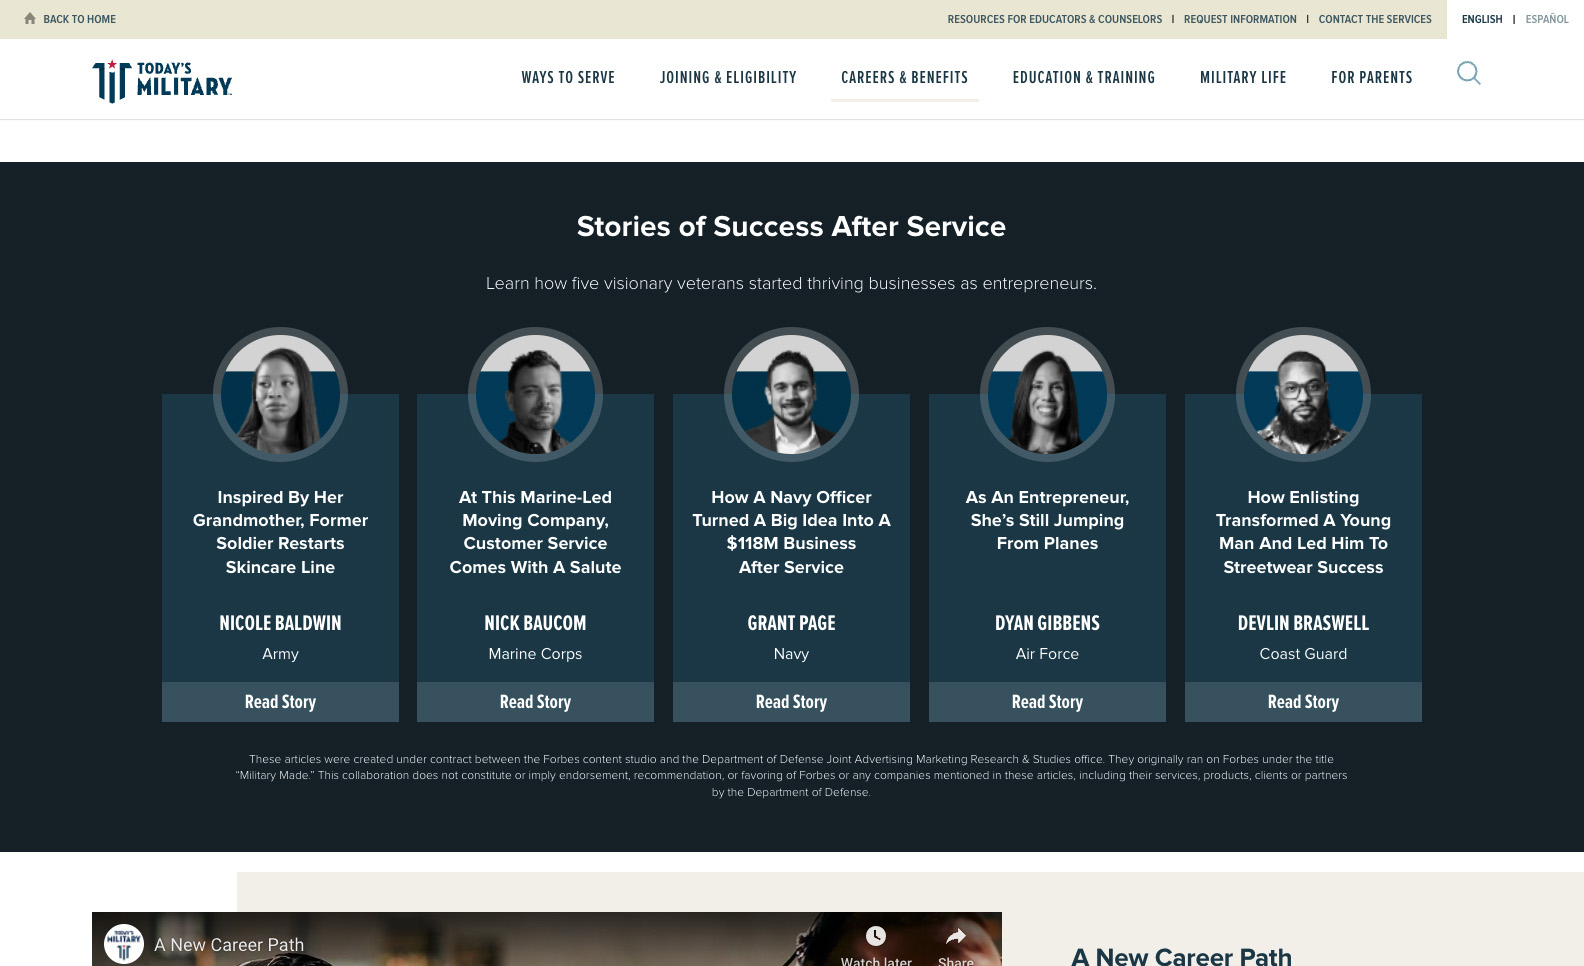 BACK TO HOME
RESOURCES FOR EDUCATORS & COUNSELORS | REQUEST INFORMATION | CONTACT THE SERVICES
ENGLISH | ESPAÑOL
TODAY'S
MILITARY
WAYS TO SERVE
JOINING & ELIGIBILITY
CAREERS & BENEFITS
EDUCATION & TRAINING
MILITARY LIFE
FOR PARENTS
Stories of Success After Service
Learn how five visionary veterans started thriving businesses as entrepreneurs.
Inspired By Her
Grandmother, Former
Soldier Restarts
Skincare Line
NICOLE BALDWIN
Army
Read Story
At This Marine-Led
Moving Company,
Customer Service
Comes With A Salute
NICK BAUCOM
Marine Corps
Read Story
How A Navy Officer
Turned A Big Idea Into A
$118M Business
After Service
GRANT PAGE
Navy
Read Story
As An Entrepreneur,
She’s Still Jumping
From Planes
DYAN GIBBENS
Air Force
Read Story
How Enlisting
Transformed A Young
Man And Led Him To
Streetwear Success
DEVLIN BRASWELL
Coast Guard
Read Story
These articles were created under contract between the Forbes content studio and the Department of Defense Joint Advertising Marketing Research & Studies office. They originally ran on Forbes under the title
“Military Made.” This collaboration does not constitute or imply endorsement, recommendation, or favoring of Forbes or any companies mentioned in these articles, including their services, products, clients or partners
by the Department of Defense.
TODAY'S
MILITARY
A New Career Path
Watch later
Share
A New Career Path